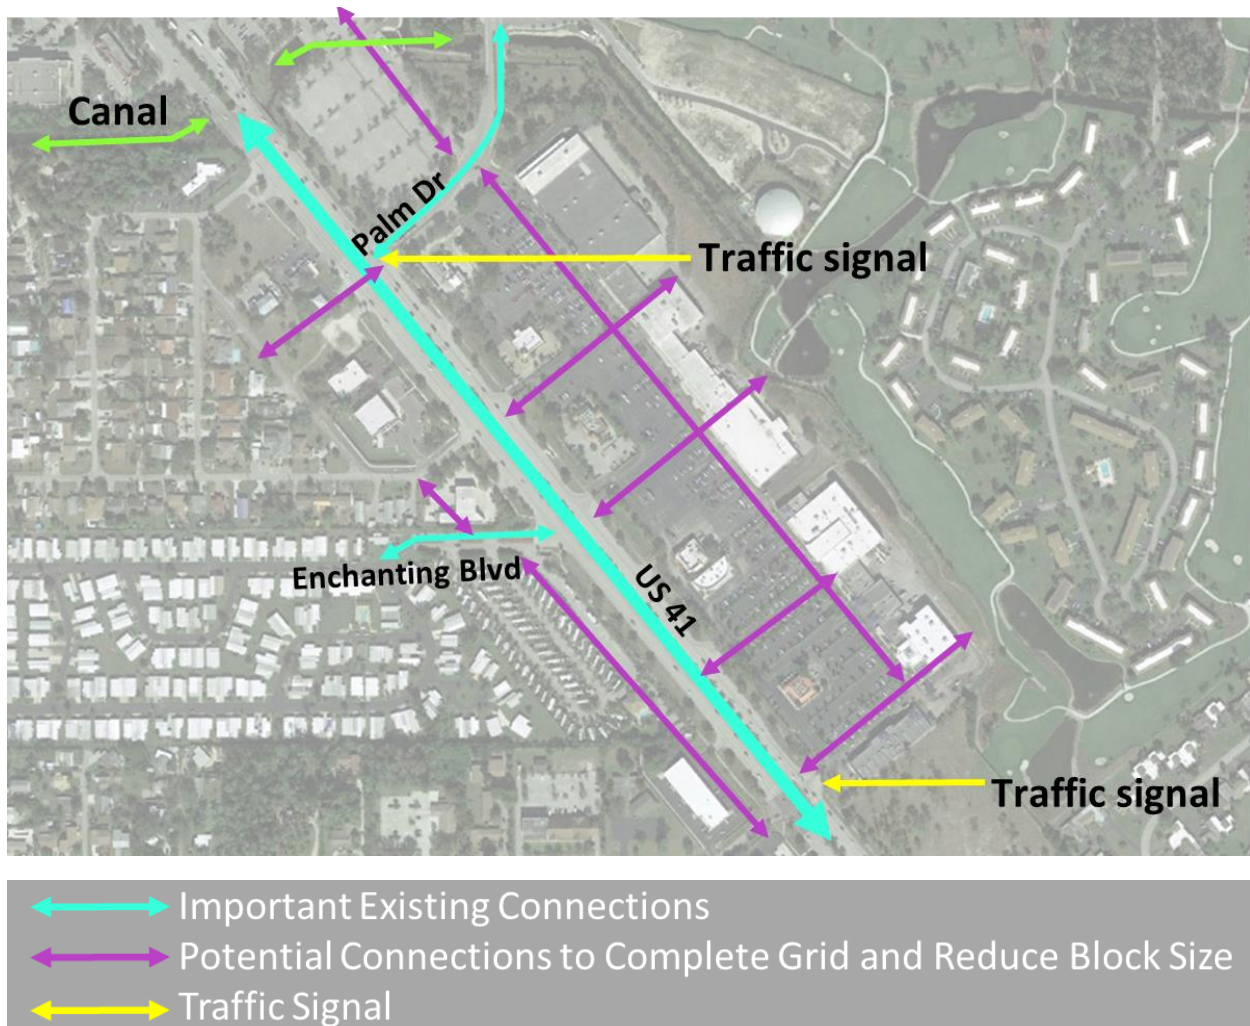 Canal
Palm Dr
Traffic signal
Enchanting Blvd
US 41
Traffic signal
Important Existing Connections
Potential Connections to Complete Grid and Reduce Block Size
Traffic Signal